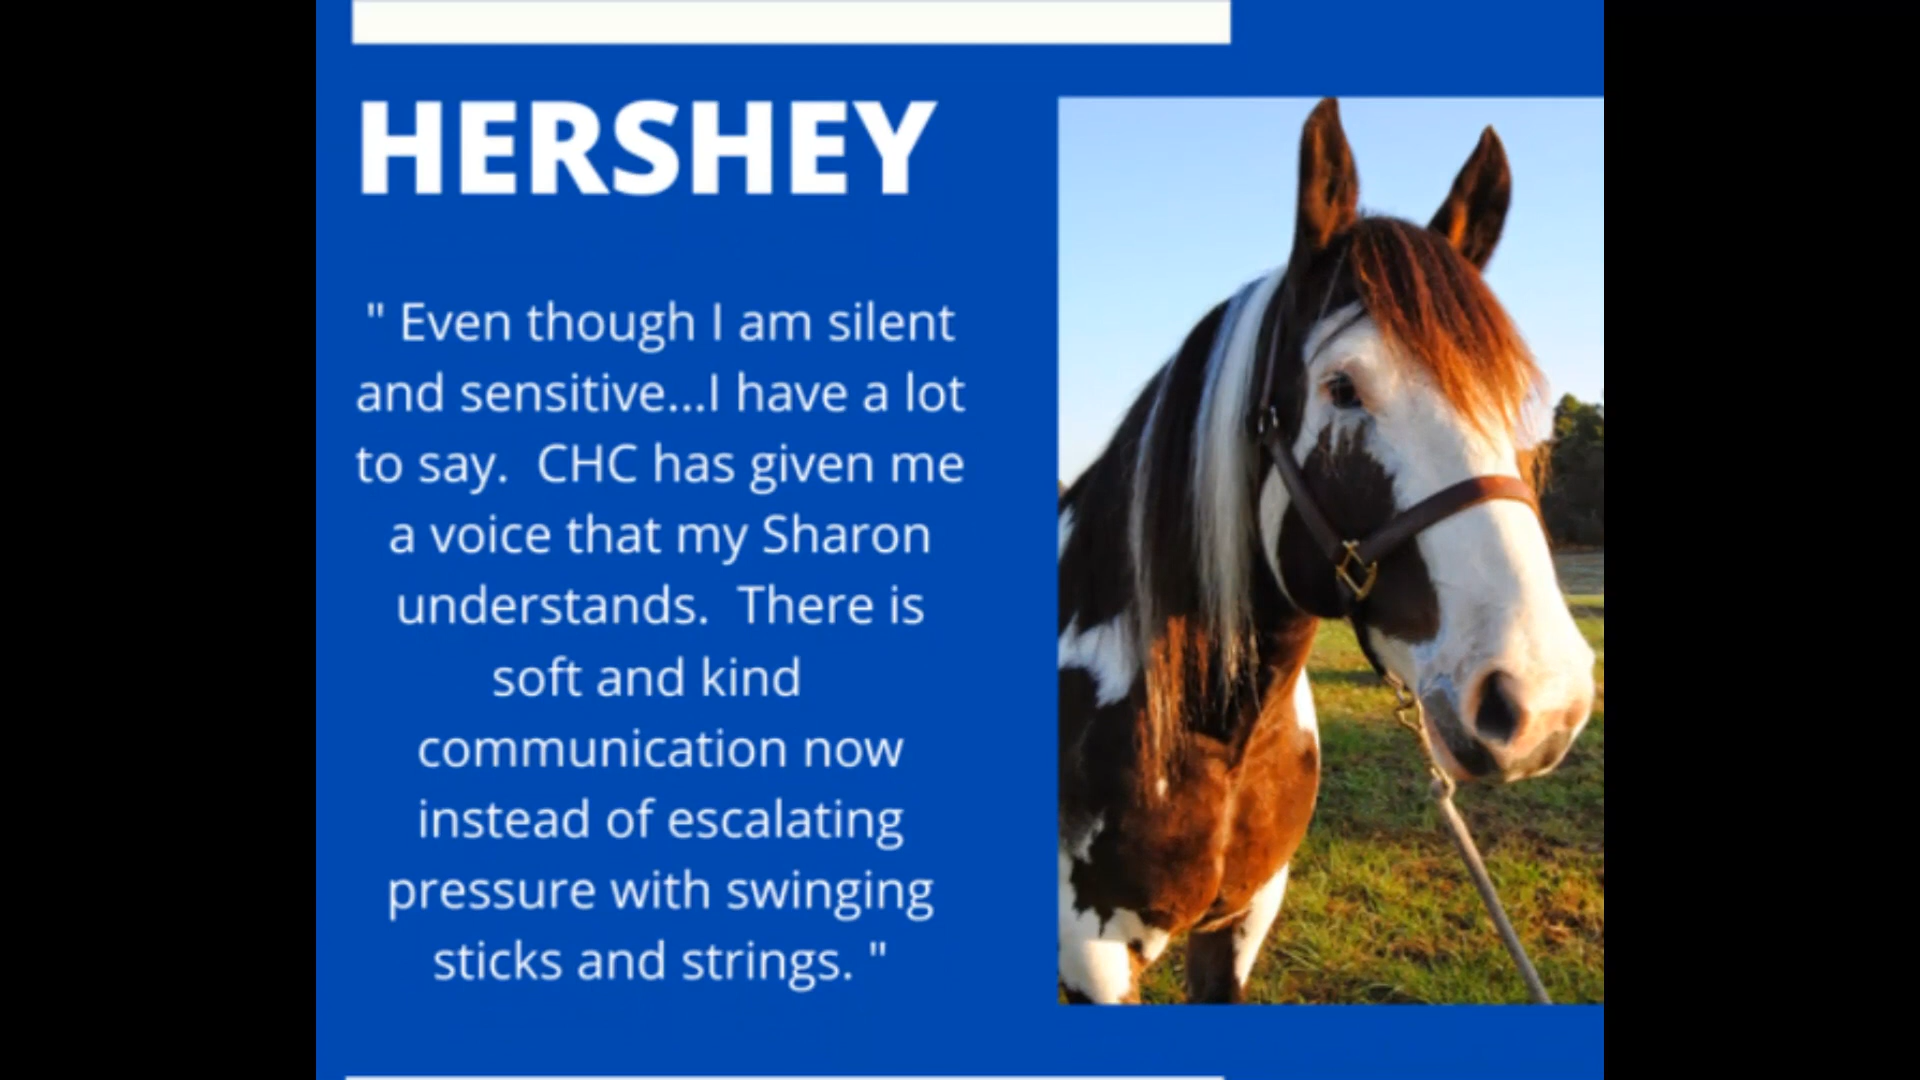 HERSHEY
" Even though I am silent
and sensitive...I have a lot
to say.  CHC has given me
a voice that my Sharon
understands.  There is
soft and kind
communication now
instead of escalating
pressure with swinging
sticks and strings. "